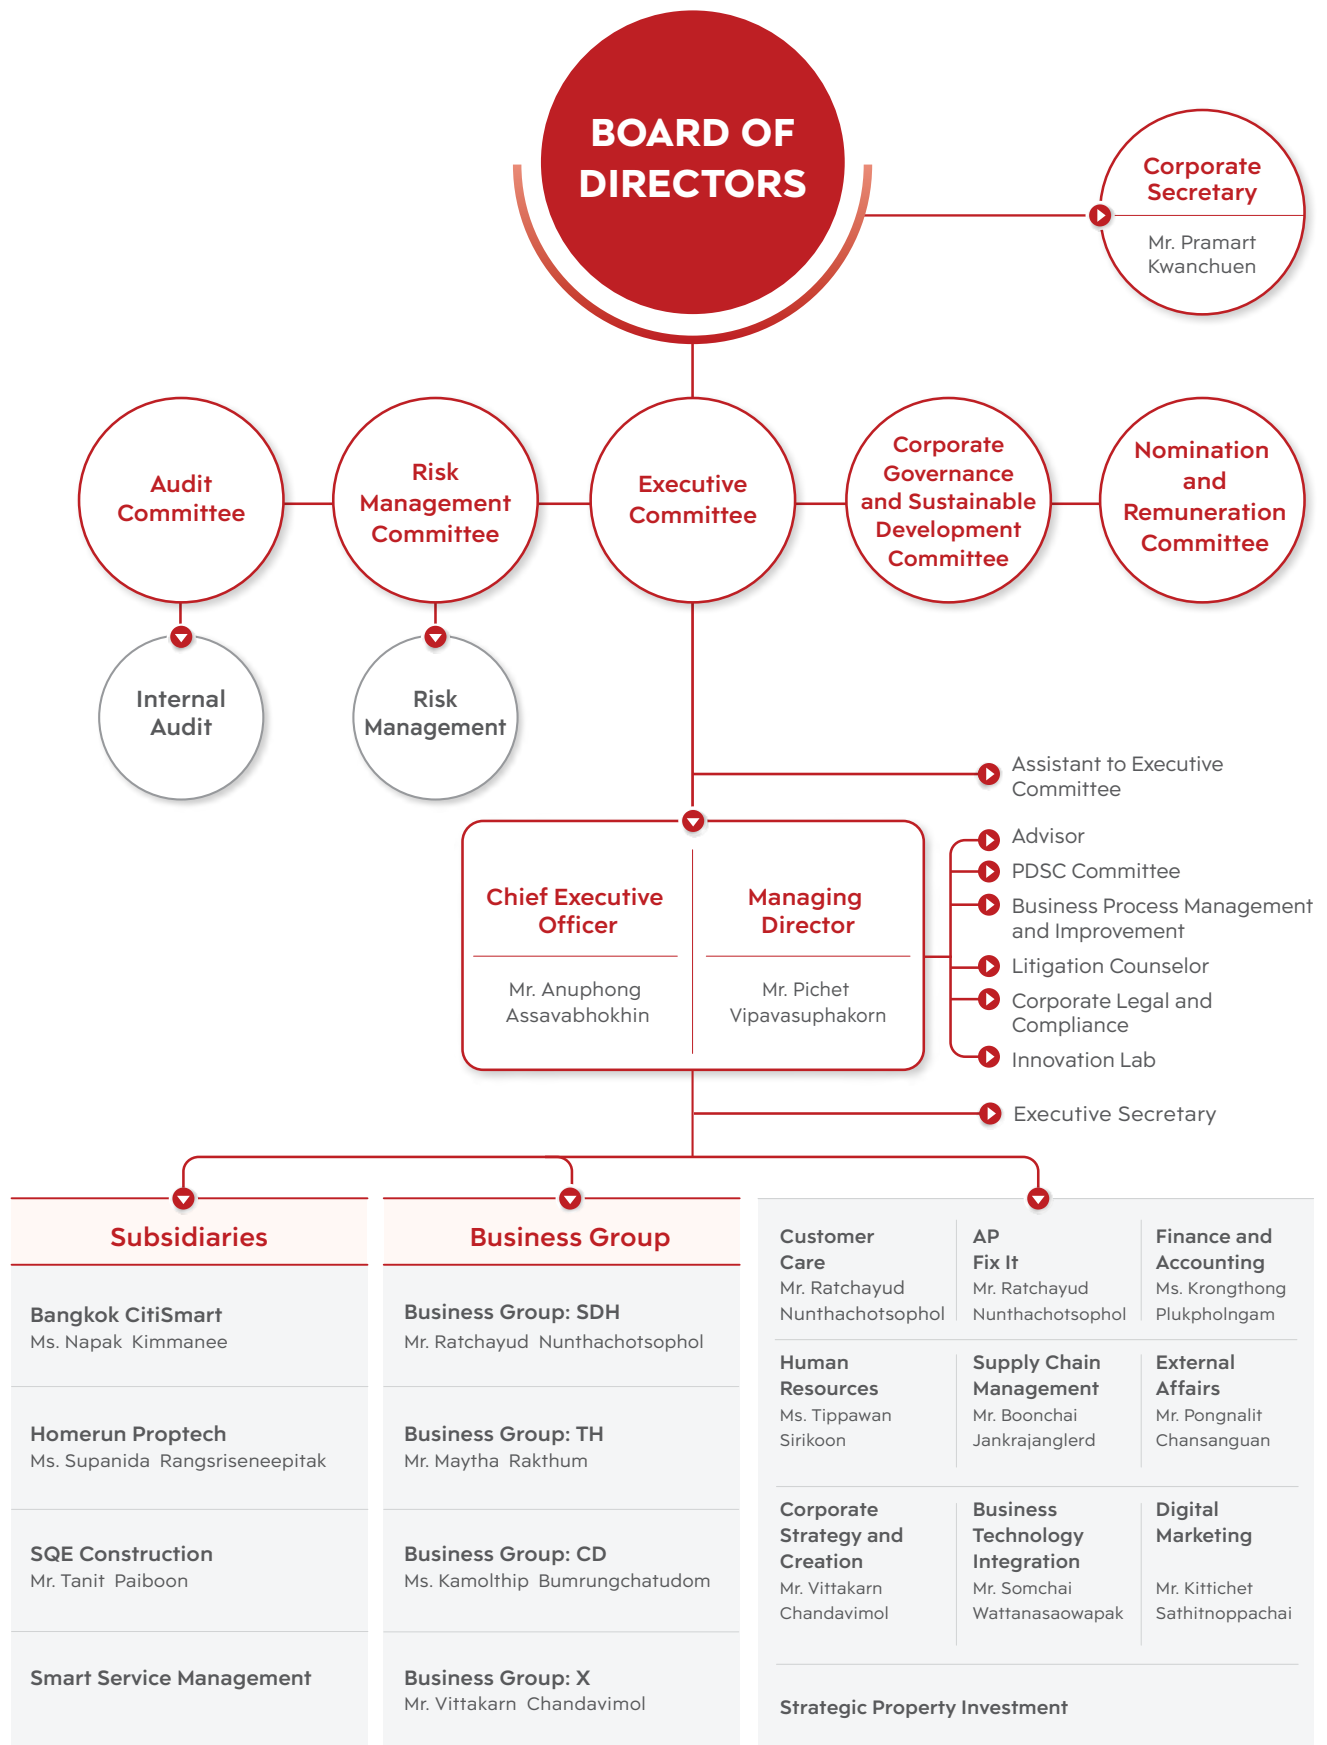 BOARD OF
DIRECTORS
Corporate
Secretary
Mr. Pramart
Kwanchuen
Audit
Committee
Risk
Management
Committee
Executive
Committee
Corporate
Governance
and Sustainable
Development
Committee
Nomination
and
Remuneration
Committee
Internal
Audit
Risk
Management
Assistant to Executive
Committee
Chief Executive
Officer
Mr. Anuphong
Assavabhokhin
Managing
Director
Mr. Pichet
Vipavasuphakorn
Advisor
PDSC Committee
Business Process Management
and Improvement
Litigation Counselor
Corporate Legal and
Compliance
Innovation Lab
Executive Secretary
Subsidiaries
Bangkok CitiSmart
Ms. Napak Kimmanee
Homerun Proptech
Ms. Supanida Rangsriseneepitak
SQE Construction
Mr. Tanit Paiboon
Smart Service Management
Business Group
Business Group: SDH
Mr. Ratchayud Nunthachotsophol
Business Group: TH
Mr. Maytha Rakthum
Business Group: CD
Ms. Kamolthip Bumrungchatudom
Business Group: X
Mr. Vittakarn Chandavimol
Customer
Care
Mr. Ratchayud
Nunthachotsophol
AP
Fix It
Mr. Ratchayud
Nunthachotsophol
Finance and
Accounting
Ms. Krongthong
Plukpholngam
Human
Resources
Ms. Tippawan
Sirikoon
Supply Chain
Management
Mr. Boonchai
Jankrajanglerd
External
Affairs
Mr. Pongnalit
Chansanguan
Corporate
Strategy and
Creation
Mr. Vittakarn
Chandavimol
Business
Technology
Integration
Mr. Somchai
Wattanasaowapak
Digital
Marketing
Mr. Kittichet
Sathitnoppachai
Strategic Property Investment